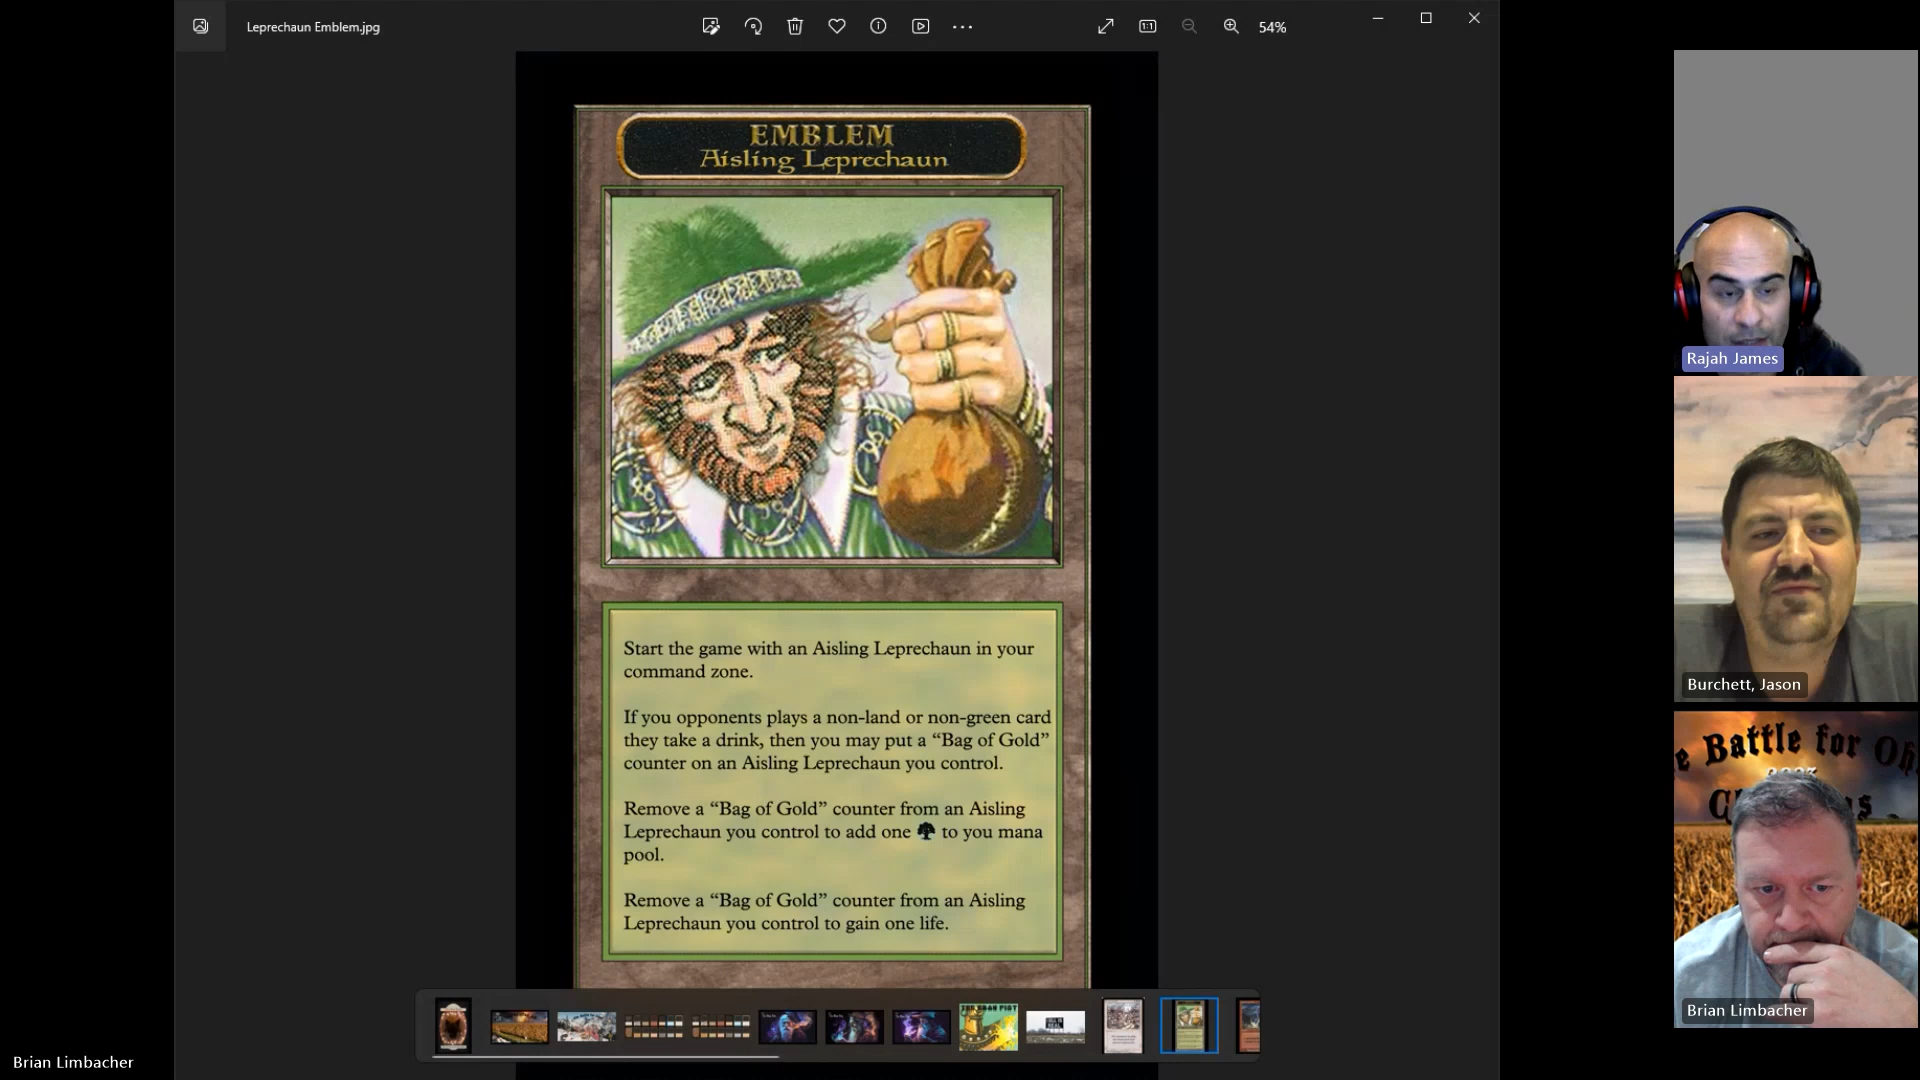 Leprechaun Emblem.jpg
54%
EMBLEM
Aisling Leprechaun
Start the game with an Aisling Leprechaun in your
command zone.
If you opponents plays a non-land or non-green card
they take a drink, then you may put a “Bag of Gold”
counter on an Aisling Leprechaun you control.
Remove a “Bag of Gold” counter from an Aisling
Leprechaun you control to add one to you mana
pool.
Remove a “Bag of Gold” counter from an Aisling
Leprechaun you control to gain one life.
Rajah James
Burchett, Jason
Battle for
Brian Limbacher
Brian Limbacher